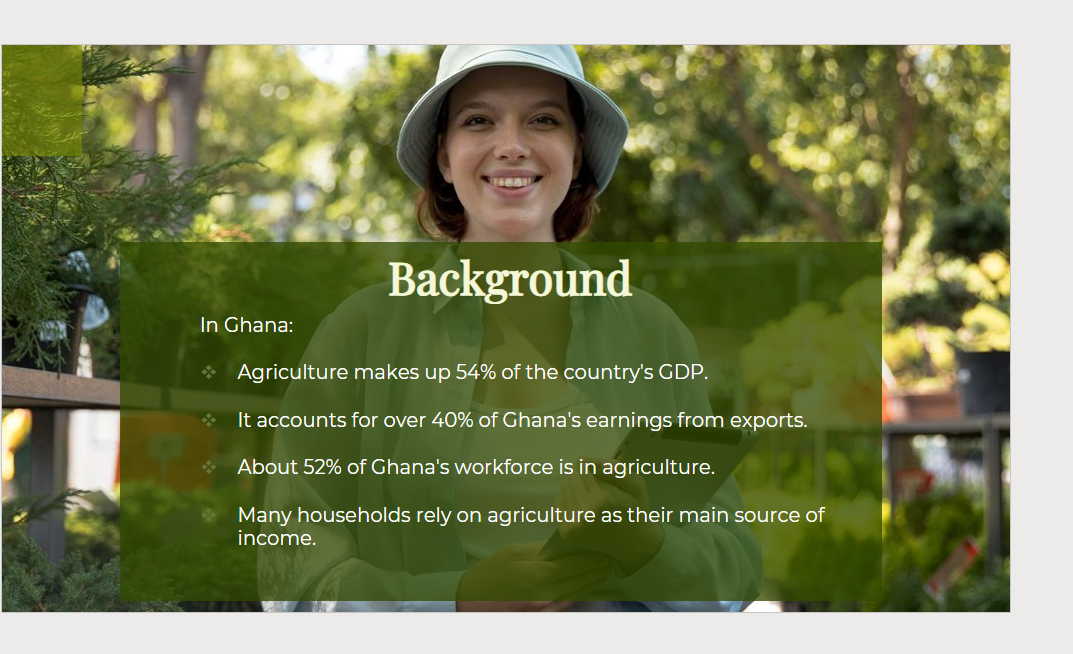 Background
In Ghana:
❖ Agriculture makes up 54% of the country's GDP.
❖ It accounts for over 40% of Ghana's earnings from exports.
❖ About 52% of Ghana's workforce is in agriculture.
❖ Many households rely on agriculture as their main source of
income.